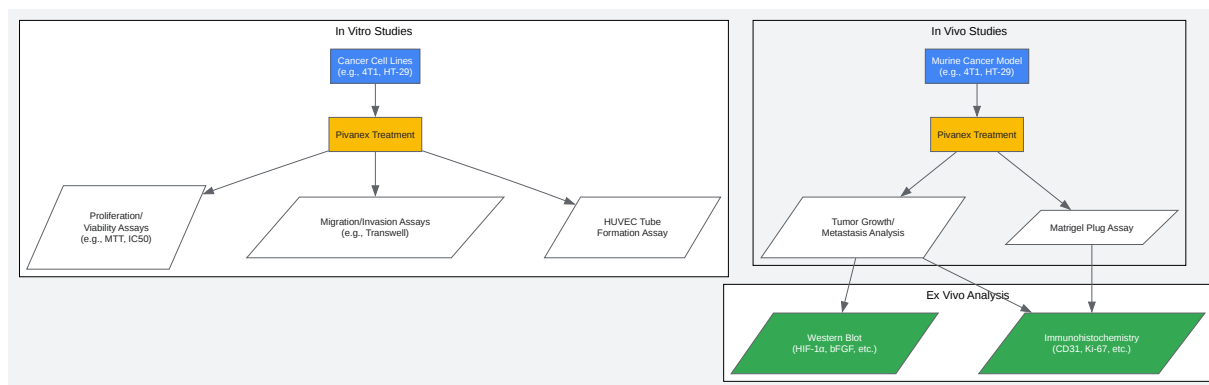 In Vitro Studies
Cancer Cell Lines
(e.g., 4T1, HT-29)
Pivanex Treatment
Proliferation/
Viability Assays
(e.g., MTT, IC50)
Migration/Invasion Assays
(e.g., Transwell)
HUVEC Tube
Formation Assay
In Vivo Studies
Murine Cancer Model
(e.g., 4T1, HT-29)
Pivanex Treatment
Tumor Growth/
Metastasis Analysis
Matrigel Plug Assay
Ex Vivo Analysis
Western Blot
(HIF-1α, bFGF, etc.)
Immunohistochemistry
(CD31, Ki-67, etc.)